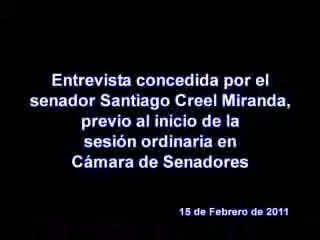 Entrevista concedida por el
senador Santiago Creel Miranda,
previo al inicio de la
sesión ordinaria en
Cámara de Senadores
15 de Febrero de 2011